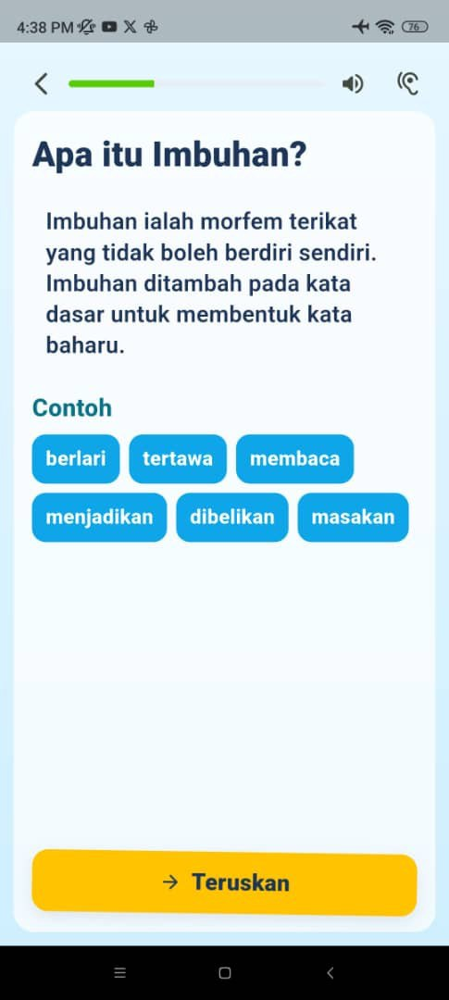 4:38 PM
76
Apa itu Imbuhan?
Imbuhan ialah morfem terikat
yang tidak boleh berdiri sendiri.
Imbuhan ditambah pada kata
dasar untuk membentuk kata
baharu.
Contoh
berlari tertawa membaca
menjadikan dibelikan masakan
→ Teruskan